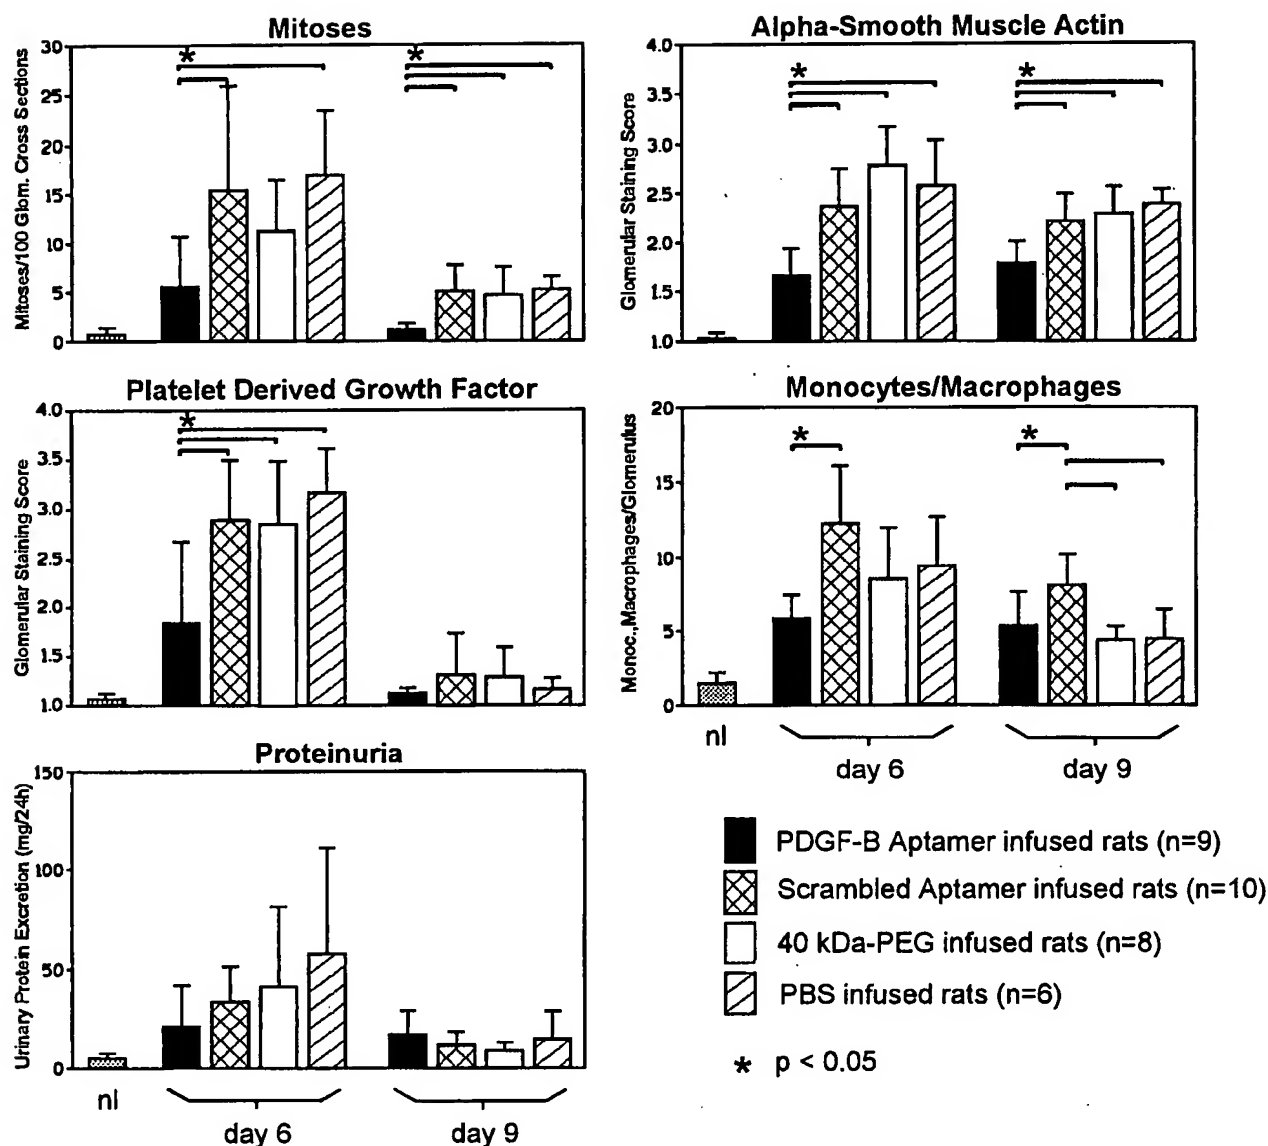 Mitoses
Mitoses/100 Glom. Cross Sections
30
25
20
15
10
5
0
*
*
Alpha-Smooth Muscle Actin
Glomerular Staining Score
4.0
3.5
3.0
2.5
2.0
1.5
1.0
*
*
Platelet Derived Growth Factor
Glomerular Staining Score
4.0
3.5
3.0
2.5
2.0
1.5
1.0
*
Monocytes/Macrophages
Monoc.,Macrophages/Glomerulus
20
15
10
5
0
*
*
nl
day 6
day 9
Proteinuria
Urinary Protein Excretion (mg/24h)
150
100
50
0
nl
day 6
day 9
PDGF-B Aptamer infused rats (n=9)
Scrambled Aptamer infused rats (n=10)
40 kDa-PEG infused rats (n=8)
PBS infused rats (n=6)
* p < 0.05